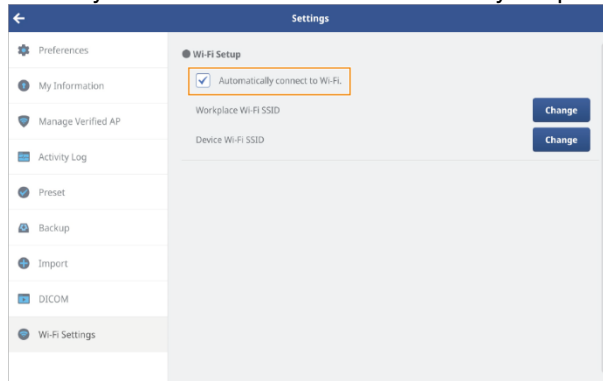 Settings
Preferences
My Information
Manage Verified AP
Activity Log
Preset
Backup
Import
DICOM
Wi-Fi Settings
Wi-Fi Setup
Automatically connect to Wi-Fi.
Workplace Wi-Fi SSID
Change
Device Wi-Fi SSID
Change